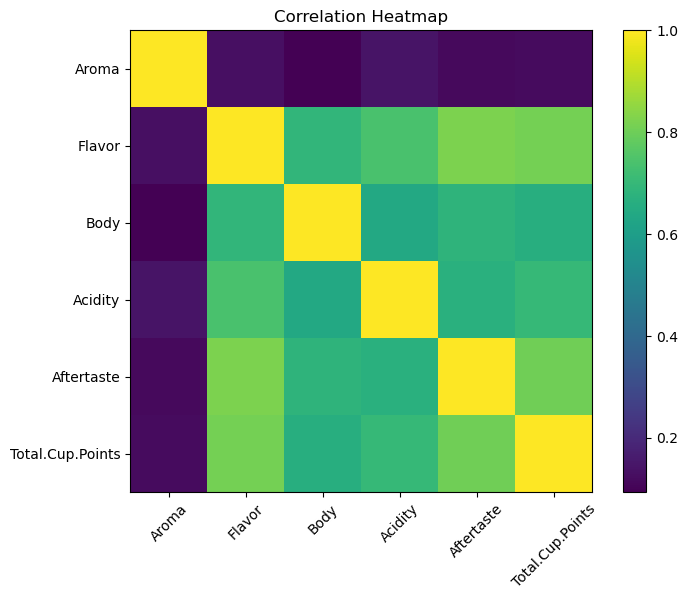 Correlation Heatmap
Aroma
Flavor
Body
Acidity
Aftertaste
Total.Cup.Points
Aroma
Flavor
Body
Acidity
Aftertaste
Total.Cup.Points
1.0
0.8
0.6
0.4
0.2